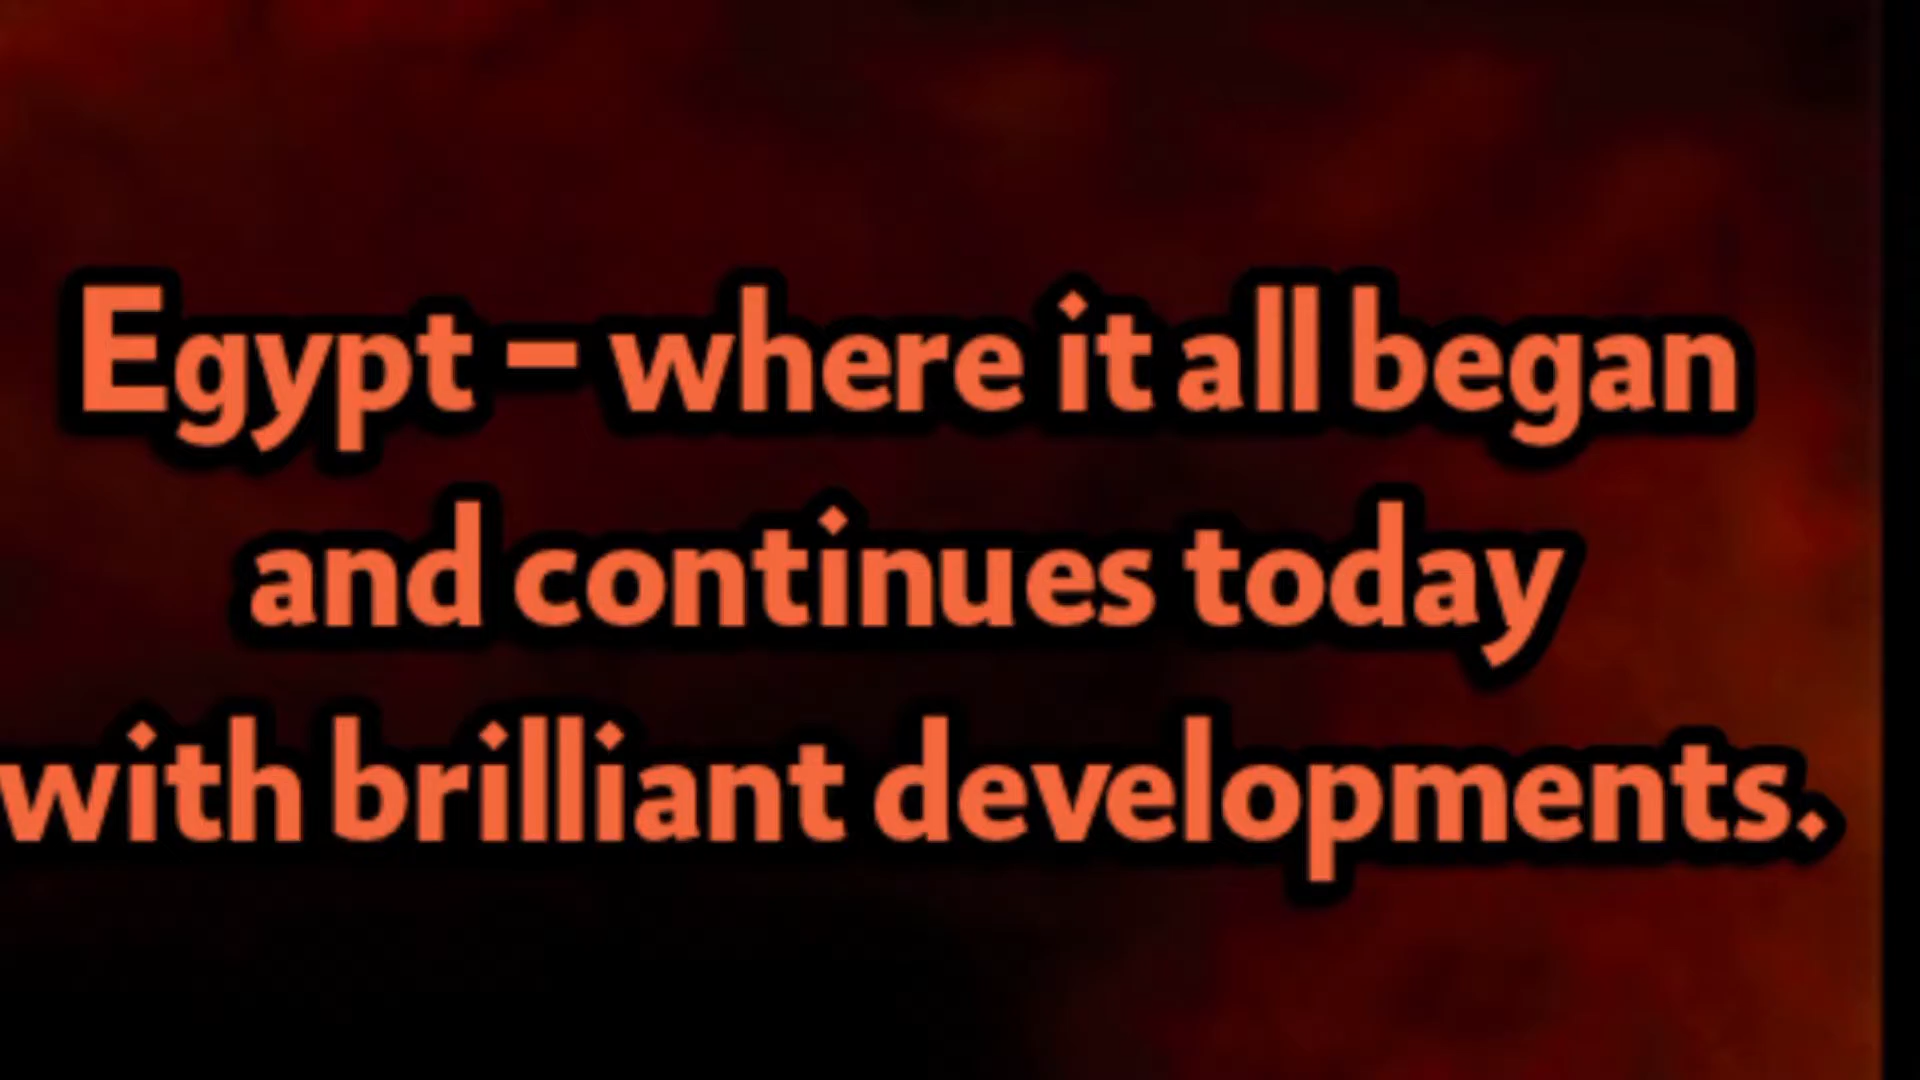 Egypt – where it all began
and continues today
with brilliant developments.